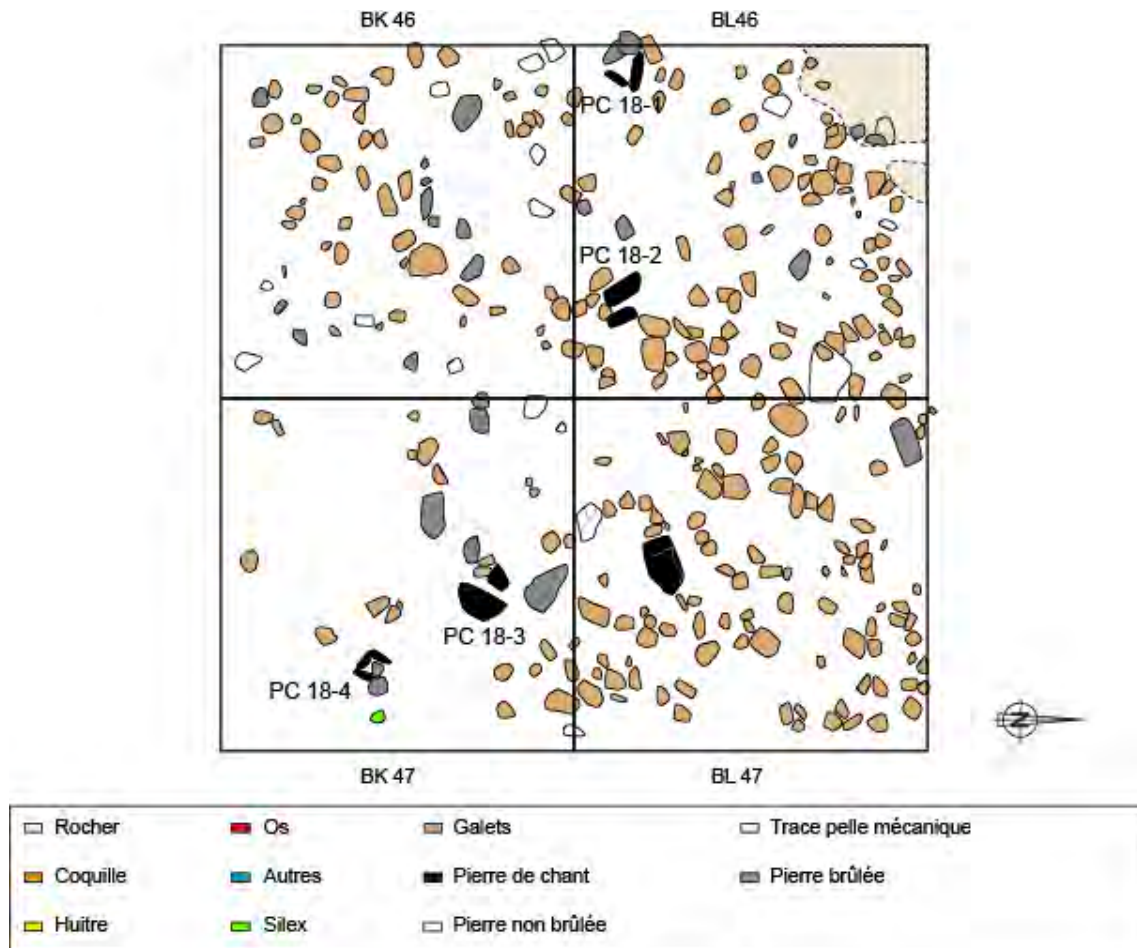 BK 46 BL46
PC 18-1
PC 18-2
PC 18-3
PC 18-4
N
BK 47 BL 47
Rocher Os Galets Trace pelle mécanique
Coquille Autres Pierre de chant Pierre brûlée
Huitre Silex Pierre non brûlée